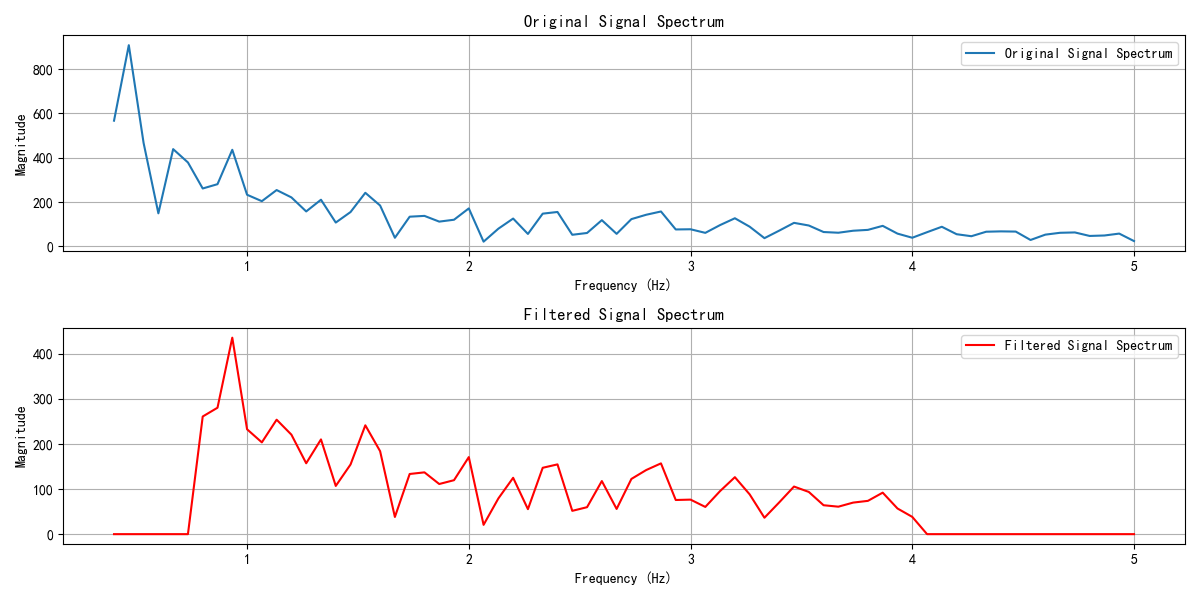 Original Signal Spectrum
Original Signal Spectrum
Magnitude
800
600
400
200
0
1 2 3 4 5
Frequency (Hz)
Filtered Signal Spectrum
Filtered Signal Spectrum
Magnitude
400
300
200
100
0
1 2 3 4 5
Frequency (Hz)